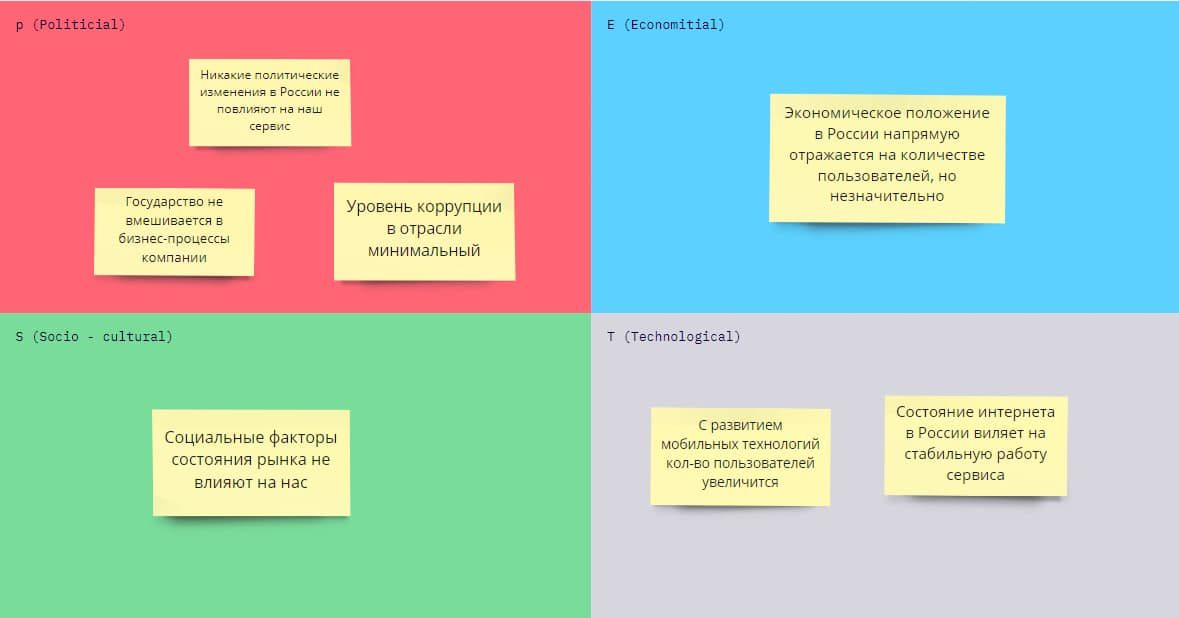 p (Politicial)
Никакие политические
изменения в России не
повлияют на наш
сервис
Государство не
вмешивается в
бизнес-процессы
компании
Уровень коррупции
в отрасли
минимальный
E (Economitial)
Экономическое положение
в России напрямую
отражается на количестве
пользователей, но
незначительно
S (Socio - cultural)
Социальные факторы
состояния рынка не
влияют на нас
T (Technological)
С развитием
мобильных технологий
кол-во пользователей
увеличится
Состояние интернета
в России виляет на
стабильную работу
сервиса